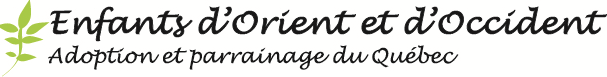 Enfants d'Orient et d'Occident
Adoption et parrainage du Québec